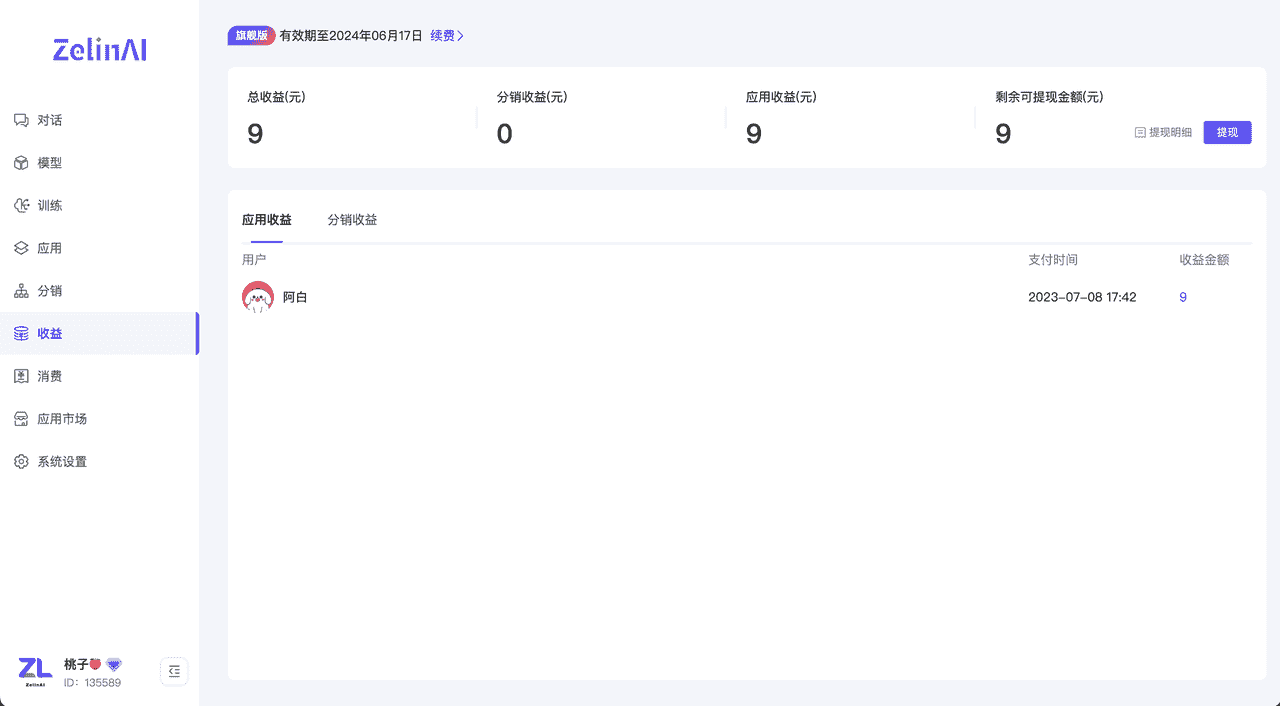 ZelinAI
对话
模型
训练
应用
分销
收益
消费
应用市场
系统设置
ZL
ZelinAI
桃子
ID：135589
旗舰版 有效期至2024年06月17日 续费
总收益(元) 分销收益(元) 应用收益(元) 剩余可提现金额(元)
9 0 9 9 提现明细 提现
应用收益 分销收益
用户 支付时间 收益金额
阿白 2023-07-08 17:42 9